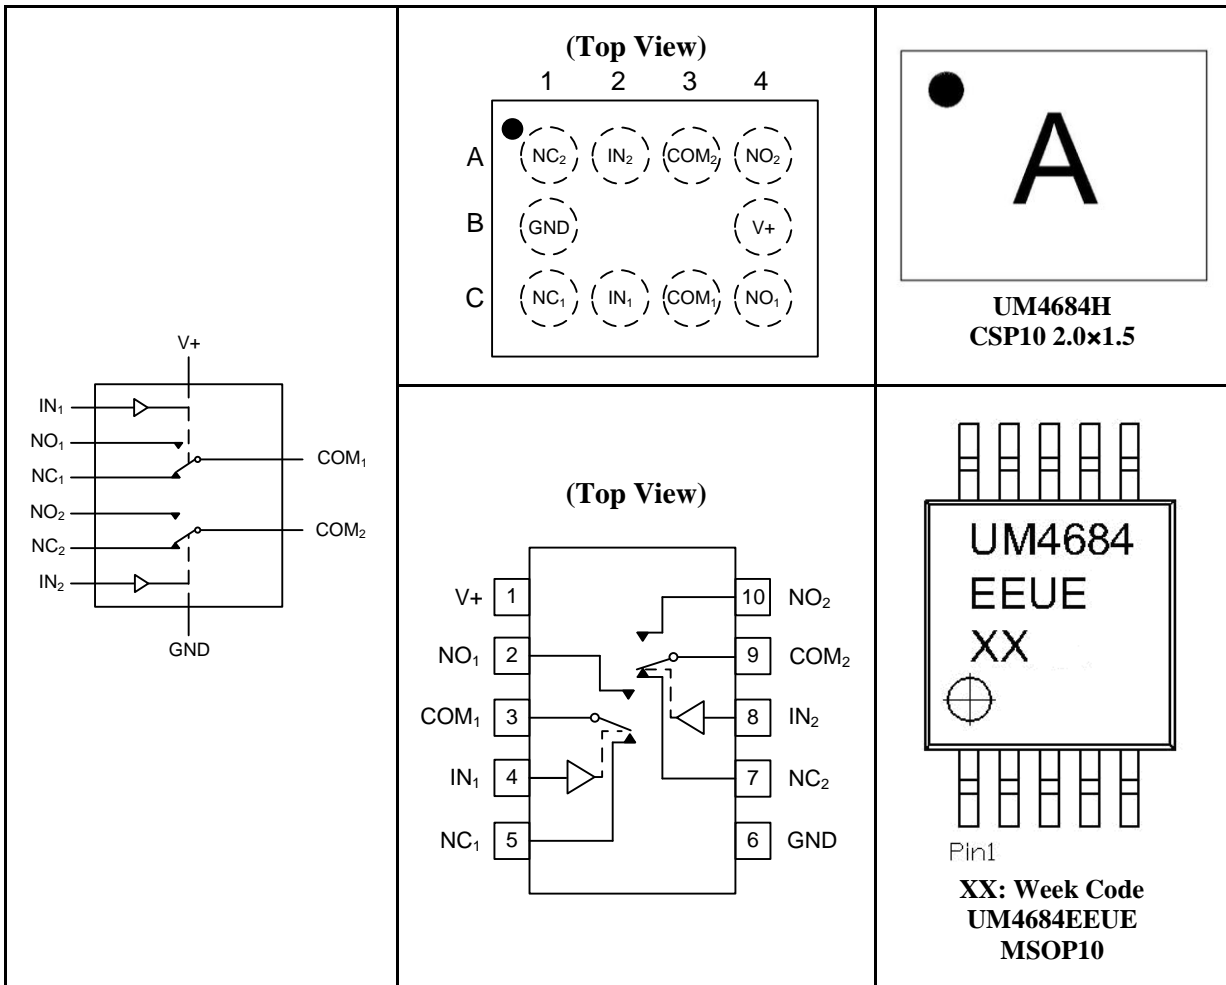 V+
IN₁
NO₁
NC₁
NO₂
NC₂
IN₂
COM₁
COM₂
GND
(Top View)
1 2 3 4
A NC₂ IN₂ COM₂ NO₂
B GND V+
C NC₁ IN₁ COM₁ NO₁
A
UM4684H
CSP10 2.0×1.5
(Top View)
V+ 1 10 NO₂
NO₁ 2 9 COM₂
COM₁ 3 8 IN₂
IN₁ 4 7 NC₂
NC₁ 5 6 GND
UM4684
EEUE
XX
Pin1
XX: Week Code
UM4684EEUE
MSOP10